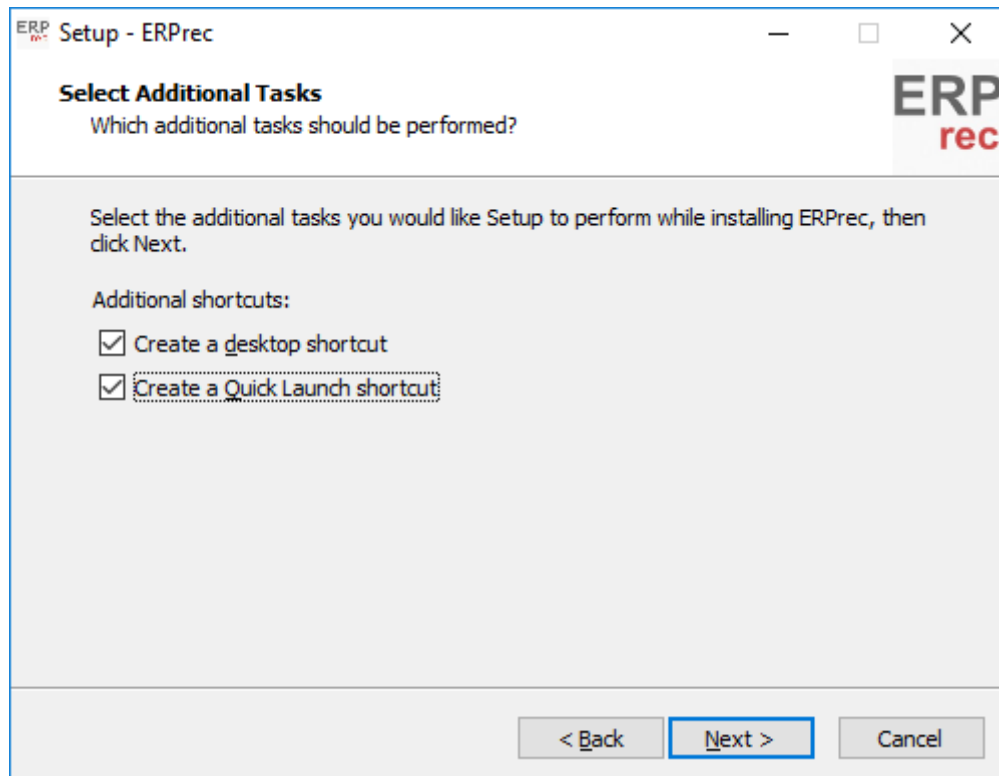 ERP
rec
Setup - ERPrec
Select Additional Tasks
Which additional tasks should be performed?
ERP
rec
Select the additional tasks you would like Setup to perform while installing ERPrec, then
click Next.
Additional shortcuts:
Create a desktop shortcut
Create a Quick Launch shortcut
< Back
Next >
Cancel